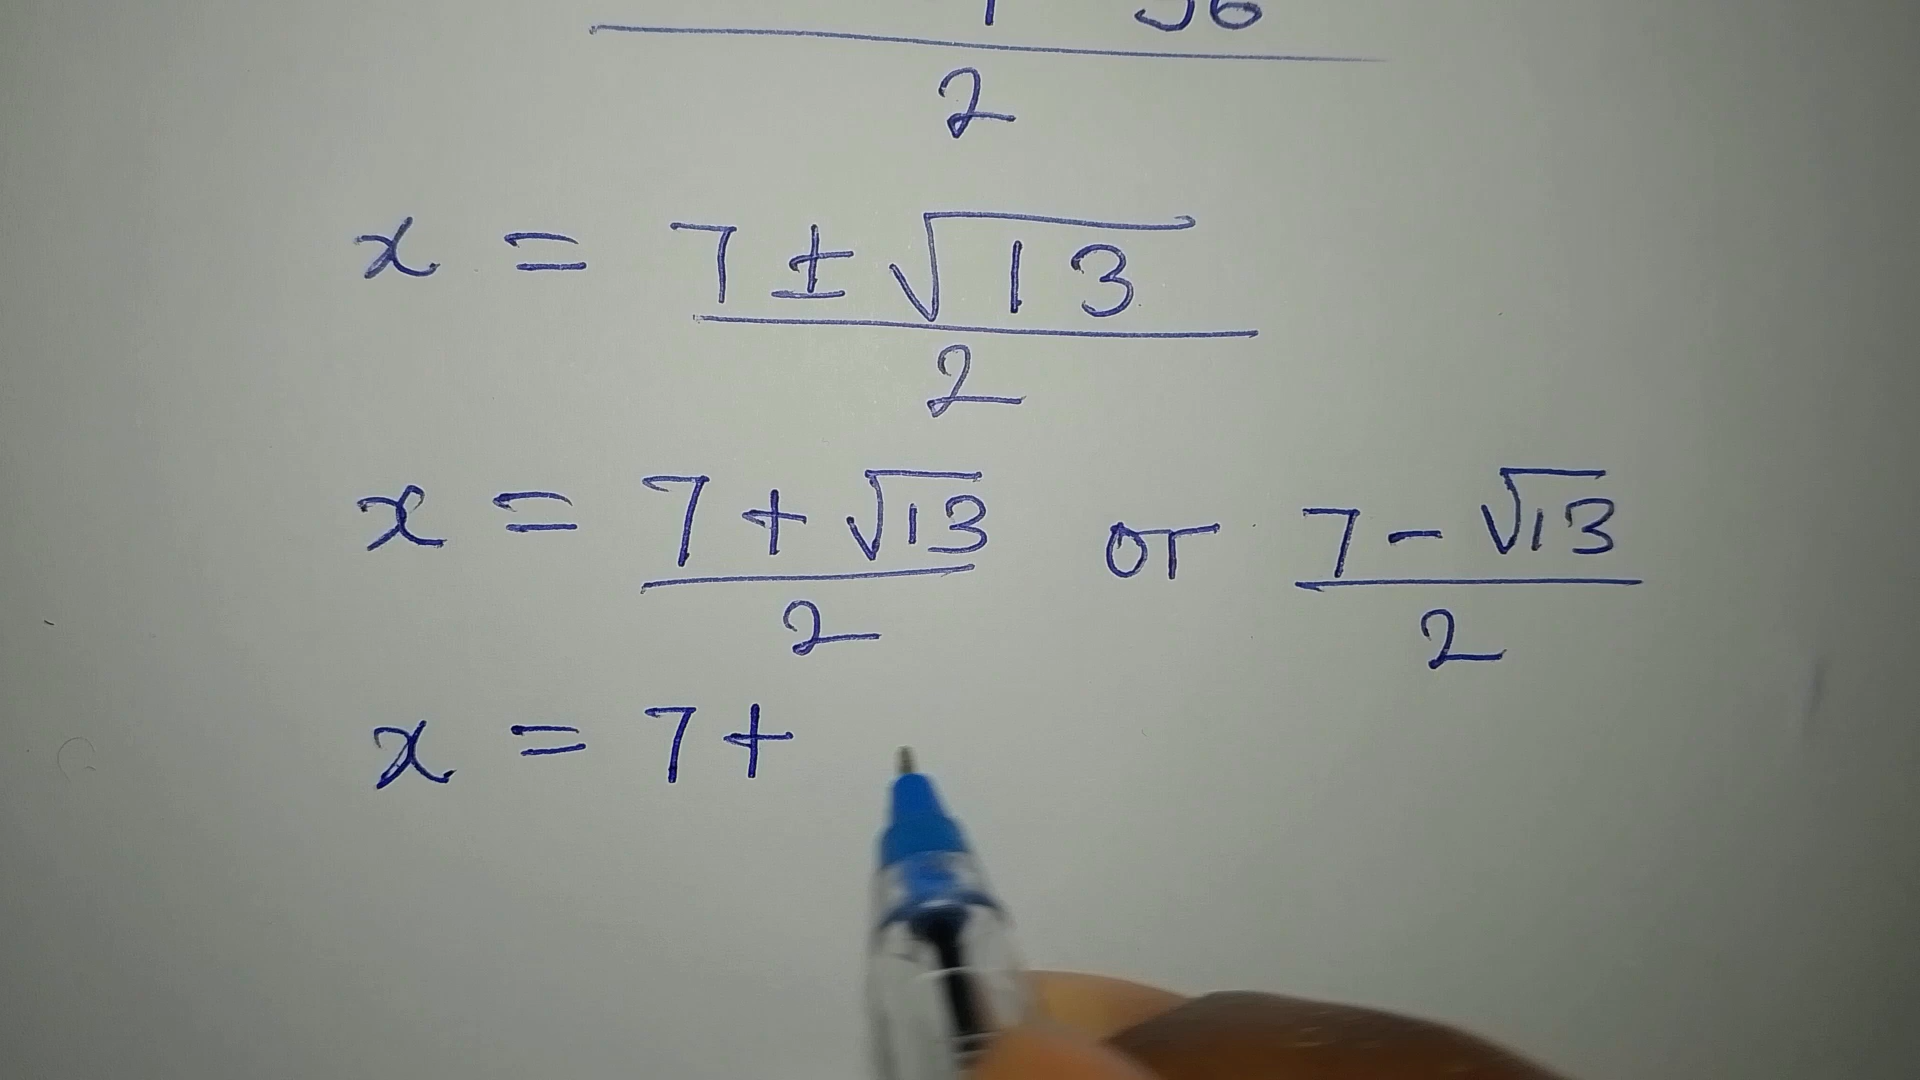 2
x = 7 ± √13
2
x = 7 + √13 or 7 - √13
2 2
x = 7 +